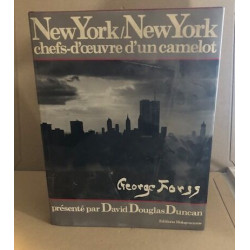 New York/New York
chefs-d'œuvre d'un camelot
George Forss
présenté par David Douglas Duncan